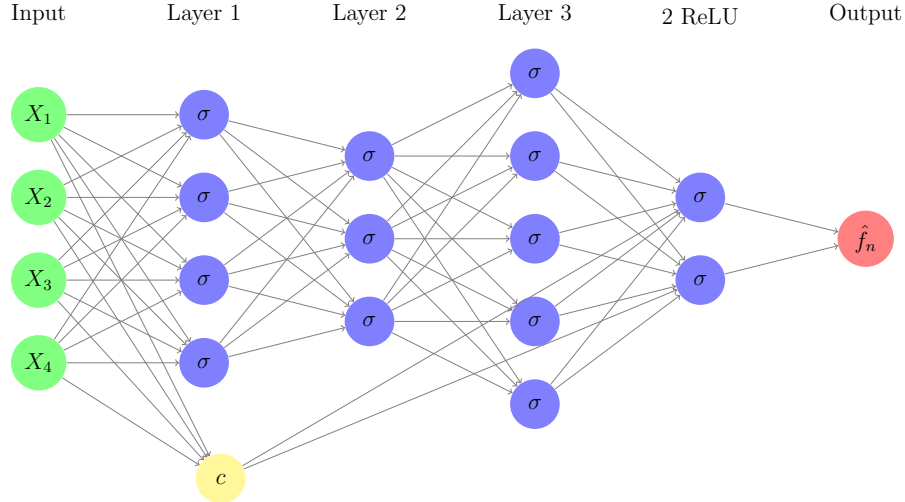 Input Layer 1 Layer 2 Layer 3 2 ReLU Output
σ
X₁ σ
σ σ
X₂ σ σ
σ σ f̂ₙ
X₃ σ σ
σ σ
X₄ σ
σ
c